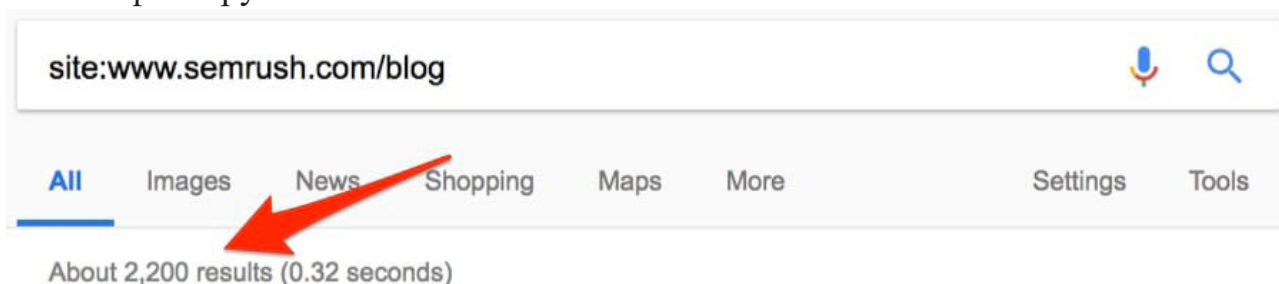 site:www.semrush.com/blog
All Images News Shopping Maps More Settings Tools
About 2,200 results (0.32 seconds)